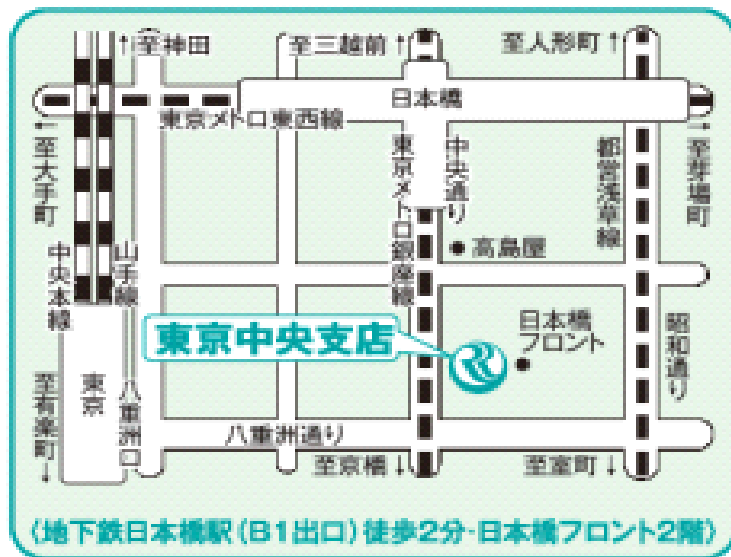 ↑至神田
至三越前↑
至人形町↑
日本橋
東京メトロ東西線
←至大手町
→至茅場町
中央本線
山手線
東京メトロ銀座線
中央通り
都営浅草線
高島屋
日本橋
フロント
東京中央支店
昭和通り
東京
八重洲口
至有楽町↓
八重洲通り
至京橋↓
至室町↓
(地下鉄日本橋駅(B1出口)徒歩2分・日本橋フロント2階)